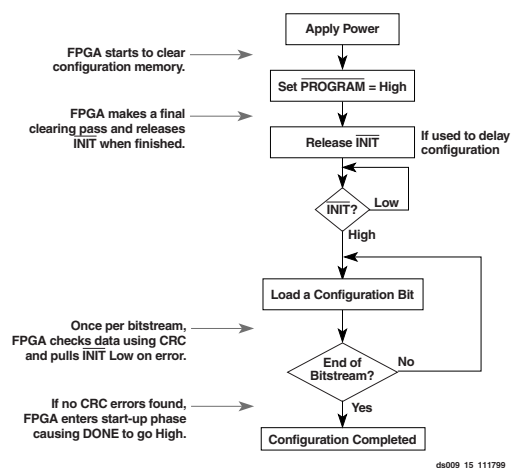 Apply Power
FPGA starts to clear
configuration memory.
Set PROGRAM = High
FPGA makes a final
clearing pass and releases
INIT when finished.
Release INIT
If used to delay
configuration
INIT?
Low
High
Load a Configuration Bit
Once per bitstream,
FPGA checks data using CRC
and pulls INIT Low on error.
End of
Bitstream?
No
Yes
If no CRC errors found,
FPGA enters start-up phase
causing DONE to go High.
Configuration Completed
ds009_15_111799